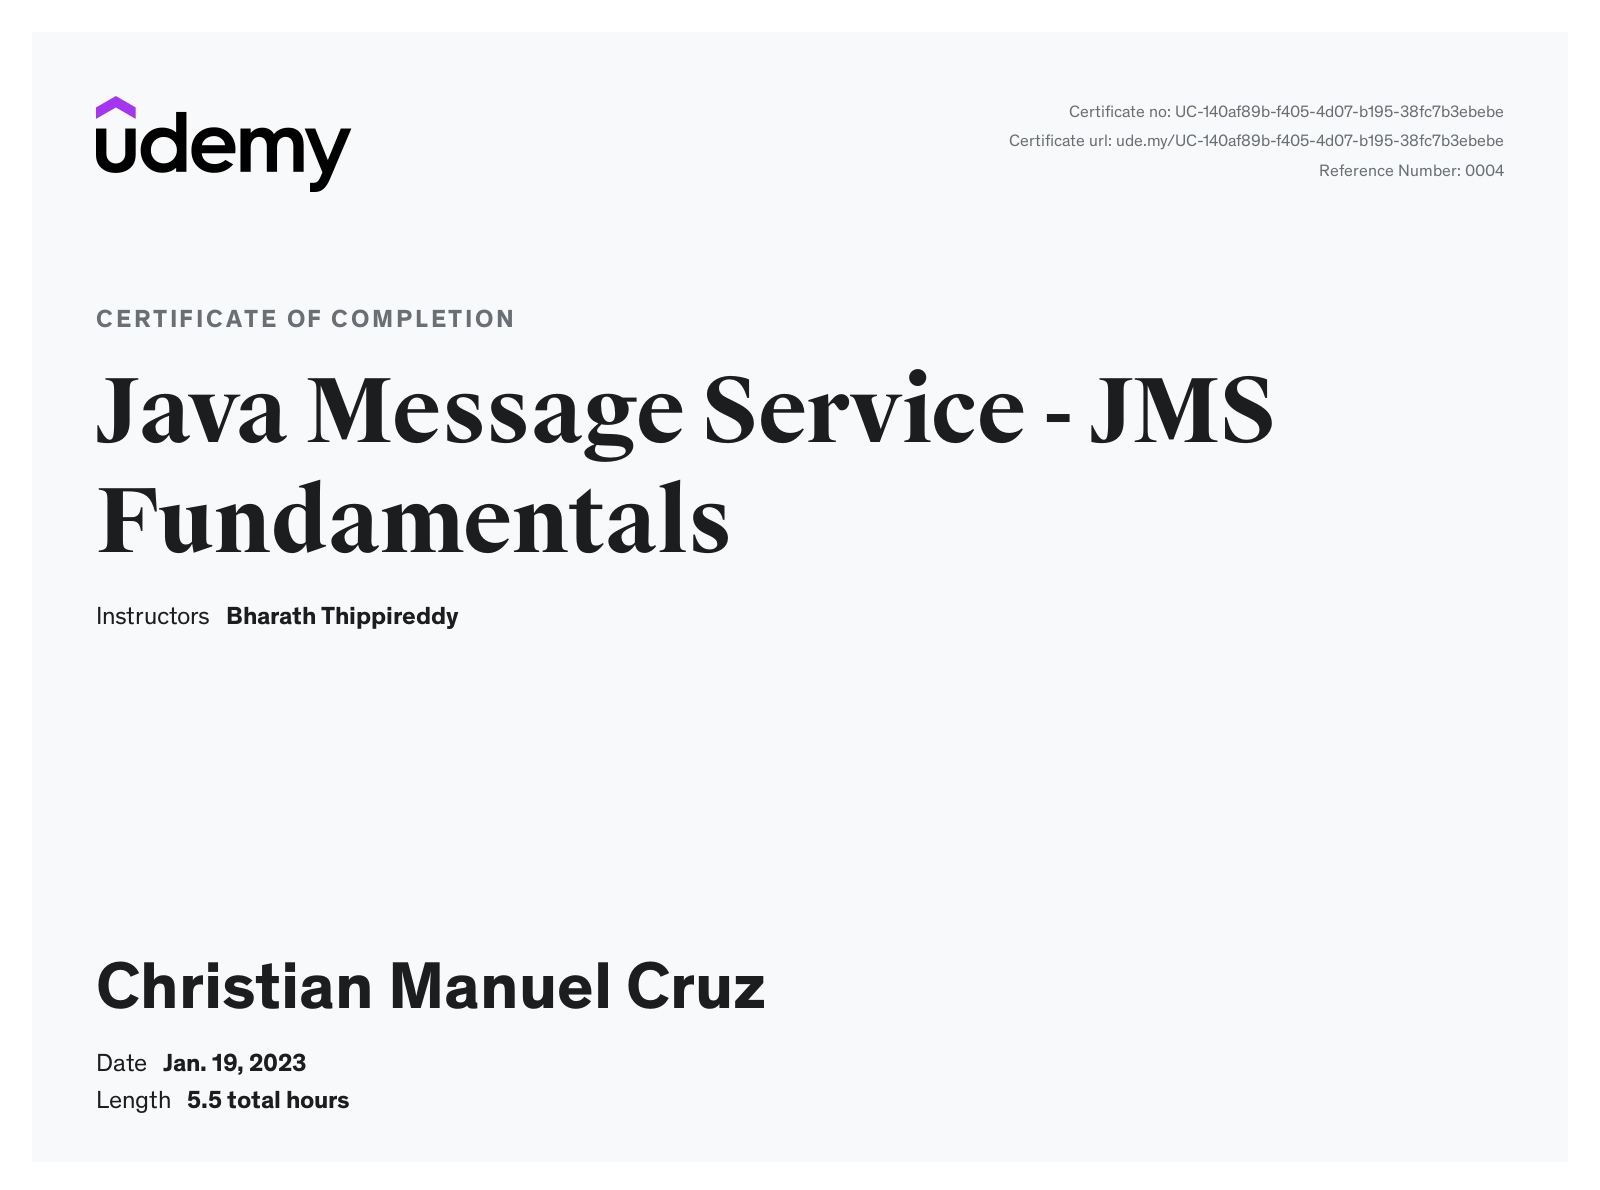 udemy
Certificate no: UC-140af89b-f405-4d07-b195-38fc7b3ebebe
Certificate url: ude.my/UC-140af89b-f405-4d07-b195-38fc7b3ebebe
Reference Number: 0004
CERTIFICATE OF COMPLETION
Java Message Service - JMS
Fundamentals
Instructors Bharath Thippireddy
Christian Manuel Cruz
Date Jan. 19, 2023
Length 5.5 total hours